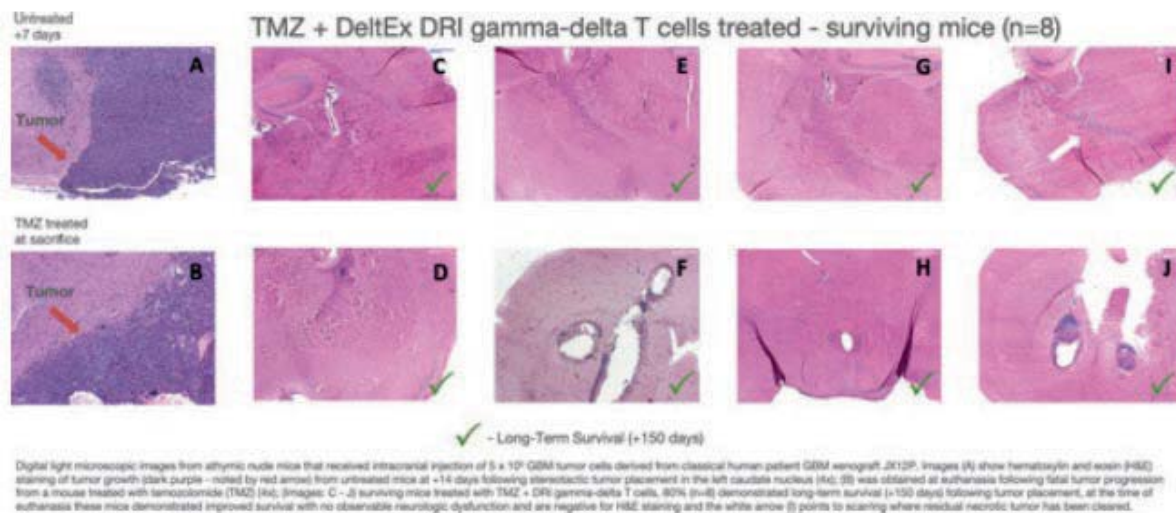 Untreated
+7 days
TMZ + DeltEx DRI gamma-delta T cells treated - surviving mice (n=8)
A
C
E
G
I
Tumor
TMZ treated
at sacrifice
B
D
F
H
J
Tumor
- Long-Term Survival (+150 days)
Digital light microscopic images from athymic nude mice that received intracranial injection of 5 x GBM tumor cells derived from classical human patient GBM xenograft JX12P. Images (A) show hematoxylin and eosin (H&E)
staining of tumor growth (dark purple - noted by red arrow) from untreated mice at +14 days following stereotactic tumor placement in the left caudate nucleus (4x); (B) was obtained at euthanasia following fatal tumor progression
from a mouse treated with temozolomide (TMZ) (4x); (Images: C - J) surviving mice treated with TMZ + DRI gamma-delta T cells, 80% (n=8) demonstrated long-term survival (+150 days) following tumor placement, at the time of
euthanasia these mice demonstrated improved survival with no observable neurologic dysfunction and are negative for H&E staining and the white arrow (I) points to scarring where residual necrotic tumor has been cleared.